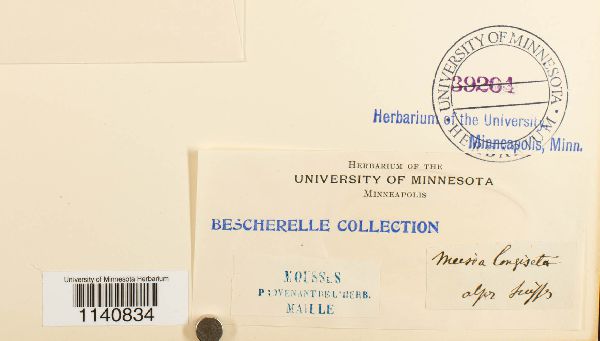 UNIVERSITY OF MINNESOTA
• HERBARIUM •
39264
Herbarium of the University
Minneapolis, Minn.
HERBARIUM OF THE
UNIVERSITY OF MINNESOTA
MINNEAPOLIS
BESCHERELLE COLLECTION
MOUSSES
PROVENANT DE L'HERB.
MAILLE
Meesia longiseta
alpes
University of Minnesota Herbarium
1140834